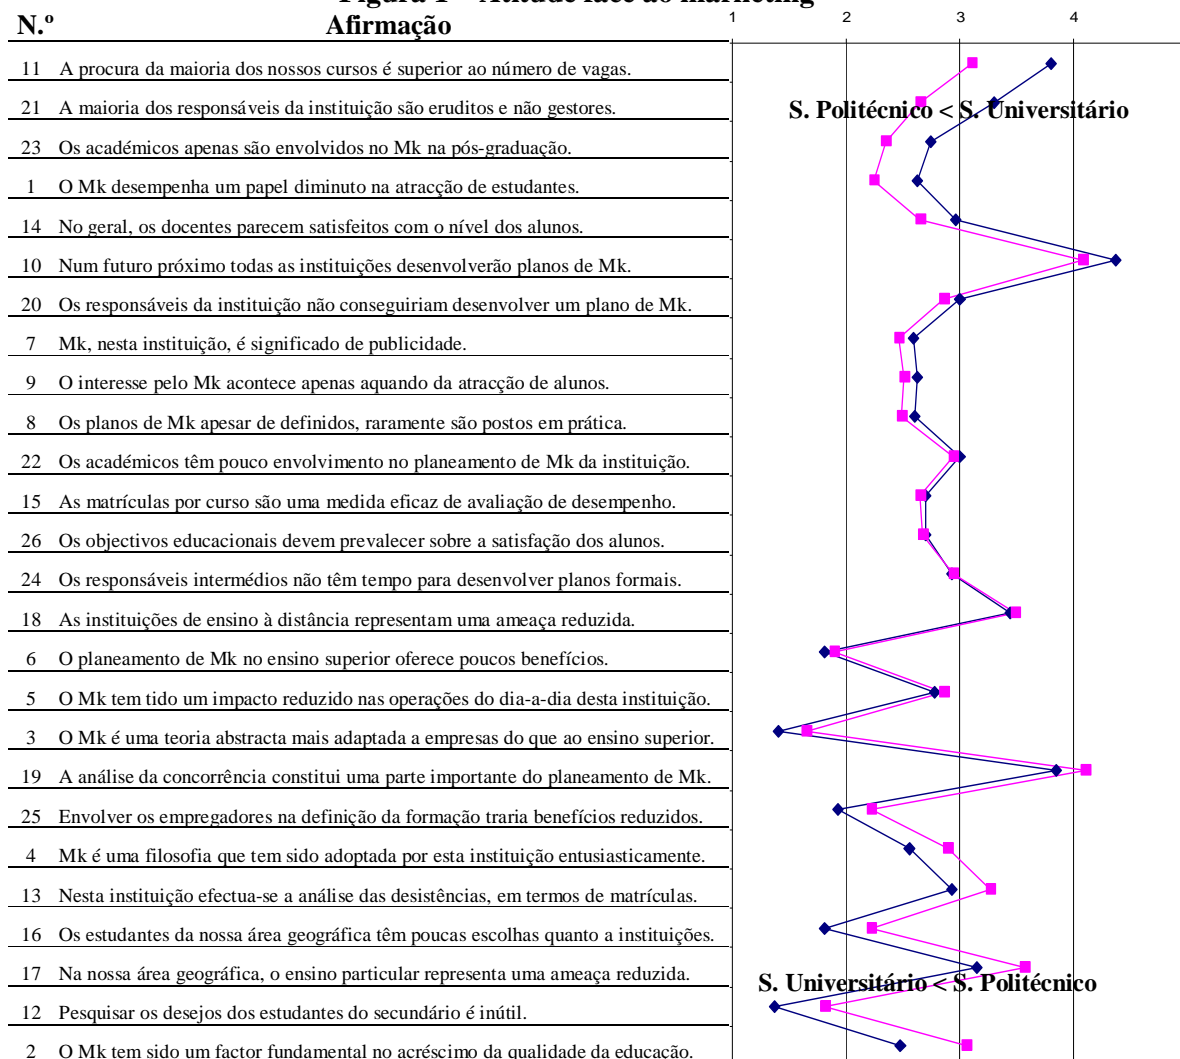 Figura 1 – Atitude face ao marketing
N.º Afirmação 1 2 3 4
11 A procura da maioria dos nossos cursos é superior ao número de vagas.
21 A maioria dos responsáveis da instituição são eruditos e não gestores.
S. Politécnico < S. Universitário
23 Os académicos apenas são envolvidos no Mk na pós-graduação.
1 O Mk desempenha um papel diminuto na atracção de estudantes.
14 No geral, os docentes parecem satisfeitos com o nível dos alunos.
10 Num futuro próximo todas as instituições desenvolverão planos de Mk.
20 Os responsáveis da instituição não conseguiriam desenvolver um plano de Mk.
7 Mk, nesta instituição, é significado de publicidade.
9 O interesse pelo Mk acontece apenas aquando da atracção de alunos.
8 Os planos de Mk apesar de definidos, raramente são postos em prática.
22 Os académicos têm pouco envolvimento no planeamento de Mk da instituição.
15 As matrículas por curso são uma medida eficaz de avaliação de desempenho.
26 Os objectivos educacionais devem prevalecer sobre a satisfação dos alunos.
24 Os responsáveis intermédios não têm tempo para desenvolver planos formais.
18 As instituições de ensino à distância representam uma ameaça reduzida.
6 O planeamento de Mk no ensino superior oferece poucos benefícios.
5 O Mk tem tido um impacto reduzido nas operações do dia-a-dia desta instituição.
3 O Mk é uma teoria abstracta mais adaptada a empresas do que ao ensino superior.
19 A análise da concorrência constitui uma parte importante do planeamento de Mk.
25 Envolver os empregadores na definição da formação traria benefícios reduzidos.
4 Mk é uma filosofia que tem sido adoptada por esta instituição entusiasticamente.
13 Nesta instituição efectua-se a análise das desistências, em termos de matrículas.
16 Os estudantes da nossa área geográfica têm poucas escolhas quanto a instituições.
17 Na nossa área geográfica, o ensino particular representa uma ameaça reduzida.
S. Universitário < S. Politécnico
12 Pesquisar os desejos dos estudantes do secundário é inútil.
2 O Mk tem sido um factor fundamental no acréscimo da qualidade da educação.